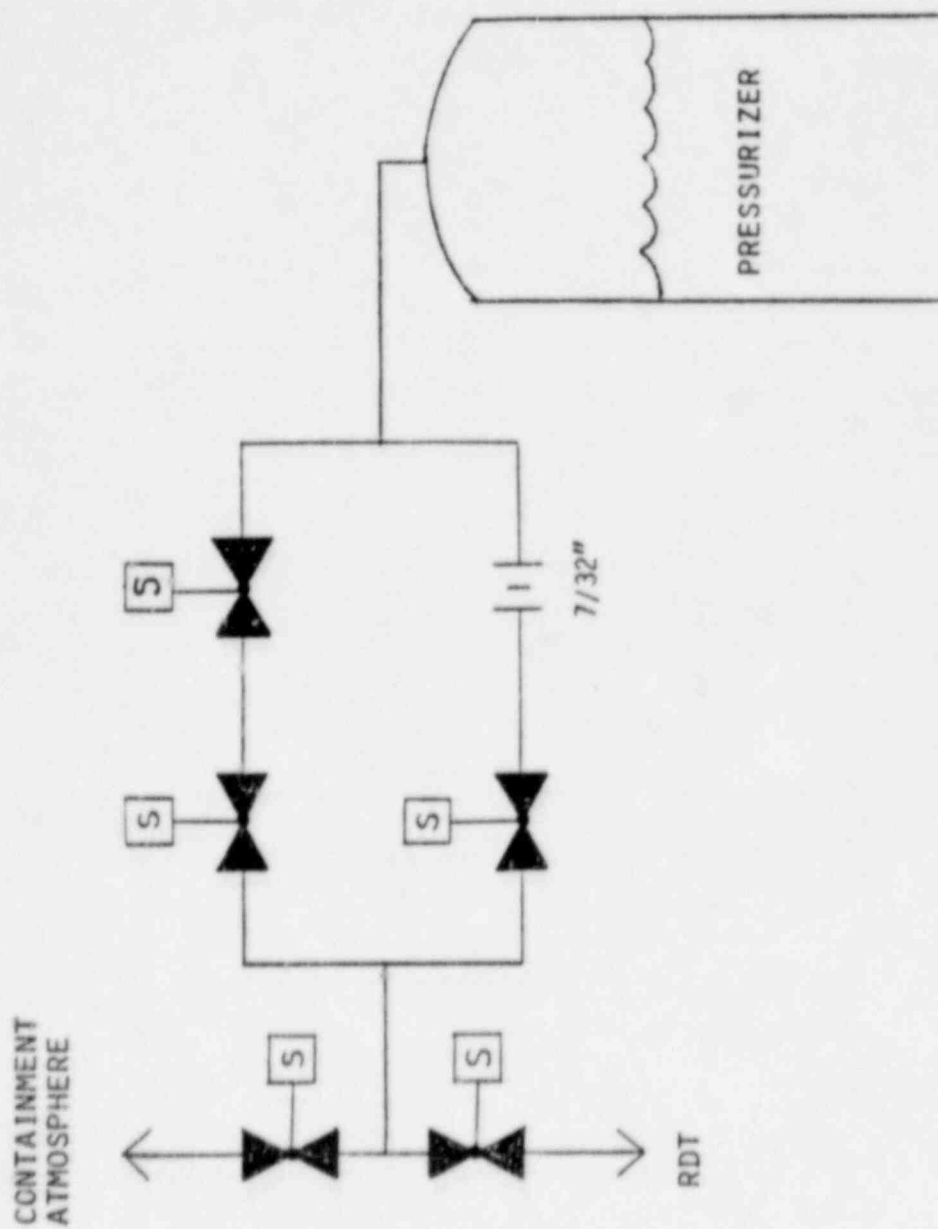 CONTAINMENT
ATMOSPHERE
S
S
S
S
S
7/32"
RDT
PRESSURIZER